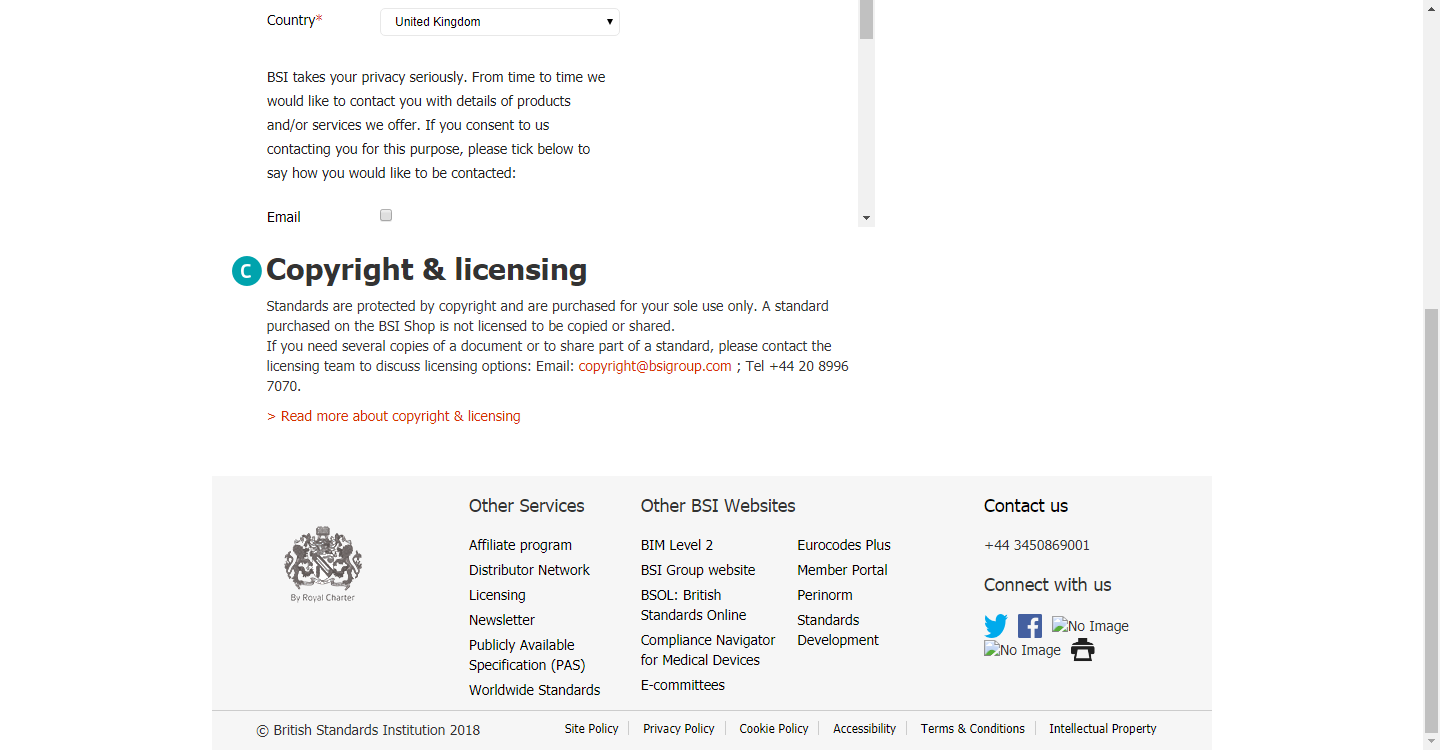 Country*
United Kingdom
BSI takes your privacy seriously. From time to time we
would like to contact you with details of products
and/or services we offer. If you consent to us
contacting you for this purpose, please tick below to
say how you would like to be contacted:
Email
C Copyright & licensing
Standards are protected by copyright and are purchased for your sole use only. A standard
purchased on the BSI Shop is not licensed to be copied or shared.
If you need several copies of a document or to share part of a standard, please contact the
licensing team to discuss licensing options: Email: copyright@bsigroup.com ; Tel +44 20 8996
7070.
> Read more about copyright & licensing
By Royal Charter
Other Services
Affiliate program
Distributor Network
Licensing
Newsletter
Publicly Available
Specification (PAS)
Worldwide Standards
Other BSI Websites
BIM Level 2
BSI Group website
BSOL: British
Standards Online
Compliance Navigator
for Medical Devices
E-committees
Eurocodes Plus
Member Portal
Perinorm
Standards
Development
Contact us
+44 3450869001
Connect with us
No Image
No Image
© British Standards Institution 2018
Site Policy
Privacy Policy
Cookie Policy
Accessibility
Terms & Conditions
Intellectual Property